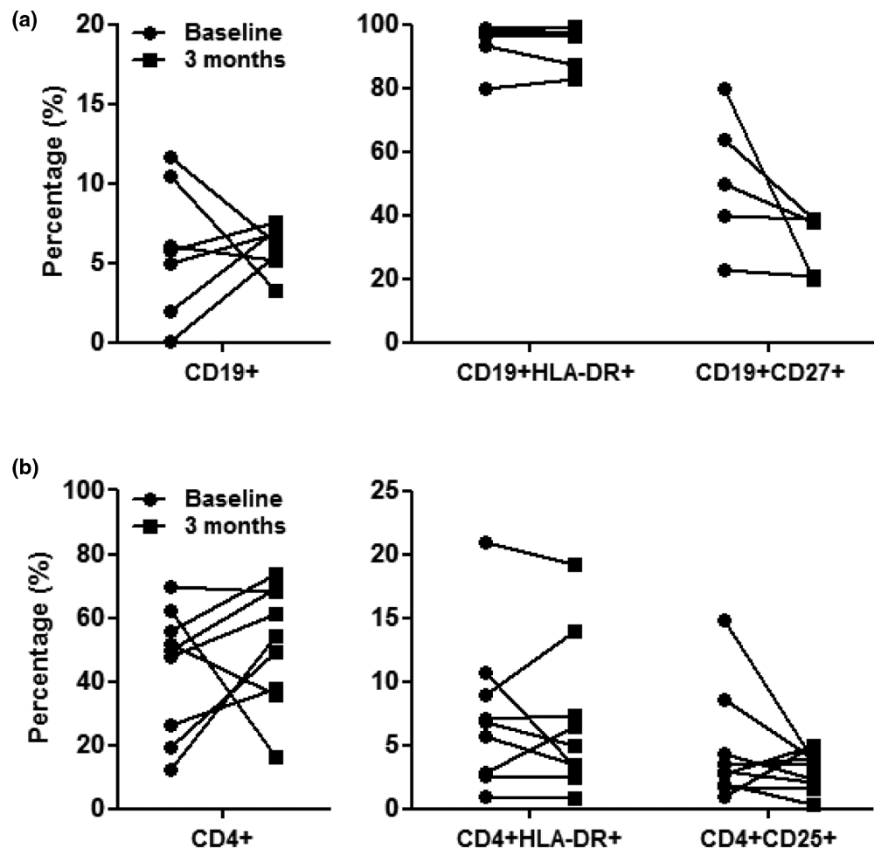 (a)
Percentage (%)
20
15
10
5
0
Baseline
3 months
CD19+
100
80
60
40
20
0
CD19+HLA-DR+
CD19+CD27+
(b)
Percentage (%)
100
80
60
40
20
0
Baseline
3 months
CD4+
25
20
15
10
5
0
CD4+HLA-DR+
CD4+CD25+